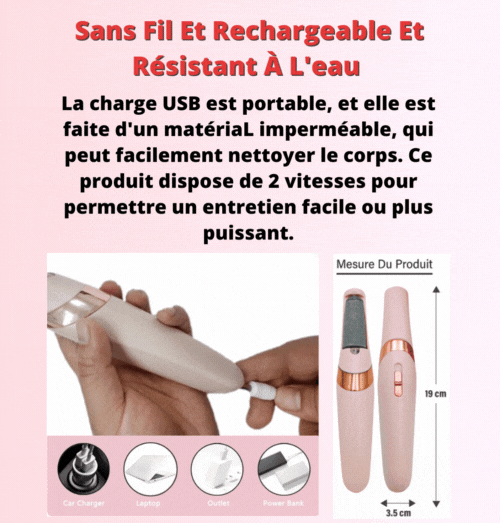 Sans Fil Et Rechargeable Et
Résistant À L'eau
La charge USB est portable, et elle est
faite d'un matériaL imperméable, qui
peut facilement nettoyer le corps. Ce
produit dispose de 2 vitesses pour
permettre un entretien facile ou plus
puissant.
Mesure Du Produit
19 cm
3.5 cm
Car Charger
Laptop
Outlet
Power Bank